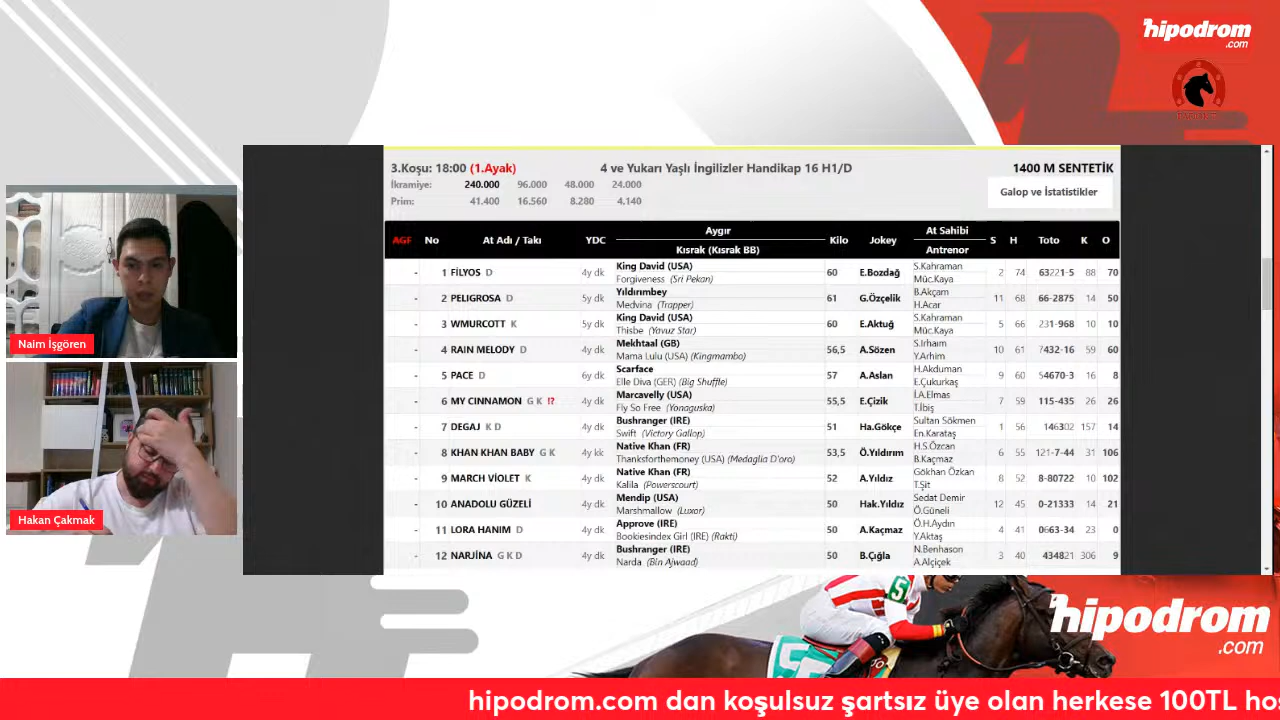 hipodrom
.com
3.Koşu: 18:00 (1.Ayak) 4 ve Yukarı Yaşlı İngilizler Handikap 16 H1/D 1400 M SENTETİK
İkramiye: 240.000 96.000 48.000 24.000
Galop ve İstatistikler
Prim: 41.400 16.560 8.280 4.140
AGF No At Adı / Takı YDC Aygır Kısrak (Kısrak BB) Kilo Jokey At Sahibi Antrenor S H Toto K O
- 1 FİLYOS D 4y dk King David (USA) 60 E.Bozdağ S.Kahraman 2 74 63221-5 88 70
Forgiveness (Sri Pekan) Müc.Kaya
- 2 PELIGROSA D 5y dk Yıldırımbey 61 G.Özçelik B.Akçam 11 68 66-2875 14 50
Medvina (Trapper) H.Acar
- 3 WMURCOTT K 5y dk King David (USA) 60 E.Aktuğ S.Kahraman 5 66 231-968 10 10
Thisbe (Yavuz Star) Müc.Kaya
- 4 RAIN MELODY D 4y dk Mekhtaal (GB) 56,5 A.Sözen S.Irhaim 10 61 77432-16 59 60
Mama Lulu (USA) (Kingmambo) Y.Arhim
- 5 PACE D 6y dk Scarface 57 A.Aslan H.Akduman 9 60 54670-3 16 8
Elle Diva (GER) (Big Shuffle) E.Çukurkaş
- 6 MY CINNAMON G K !? 4y dk Marcavelly (USA) 55,5 E.Çizik İ.A.Elmas 7 59 115-435 26 26
Fly So Free (Yonaguska) T.İbiş
- 7 DEGAJ K D 4y dk Bushranger (IRE) 51 Ha.Gökçe Sultan Sökmen 1 56 146302 157 14
Swift (Victory Gallop) En.Karataş
- 8 KHAN KHAN BABY G K 4y kk Native Khan (FR) 53,5 Ö.Yıldırım H.S.Özcan 6 55 121-7-44 31 106
Thanksforthemoney (USA) (Medaglia D'oro) B.Kaçmaz
- 9 MARCH VİOLET K 4y dk Native Khan (FR) 52 A.Yıldız Gökhan Özkan 8 52 8-80722 10 102
Kalila (Powerscourt) T.Şit
- 10 ANADOLU GÜZELİ 4y dk Mendip (USA) 50 Hak.Yıldız Sedat Demir 12 45 0-21333 14 21
Marshmallow (Luxor) Ö.Güneli
- 11 LORA HANIM D 4y dk Approve (IRE) 50 A.Kaçmaz Ö.H.Aydın 4 41 0663-34 23 0
Bookiesindex Girl (IRE) (Rakti) Y.Aktaş
- 12 NARJİNA G K D 4y dk Bushranger (IRE) 50 B.Çığla N.Benhason 3 40 434821 306 9
Narda (Bin Ajwaad) A.Alçiçek
Naim İşgören
Hakan Çakmak
5
hipodrom
.com
hipodrom.com dan koşulsuz şartsız üye olan herkese 100TL ho